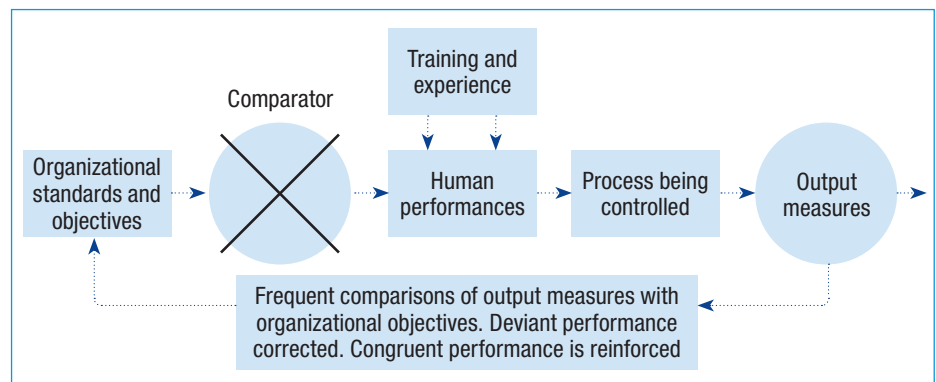 Training and
experience
Comparator
Organizational
standards and
objectives
Human
performances
Process being
controlled
Output
measures
Frequent comparisons of output measures with
organizational objectives. Deviant performance
corrected. Congruent performance is reinforced